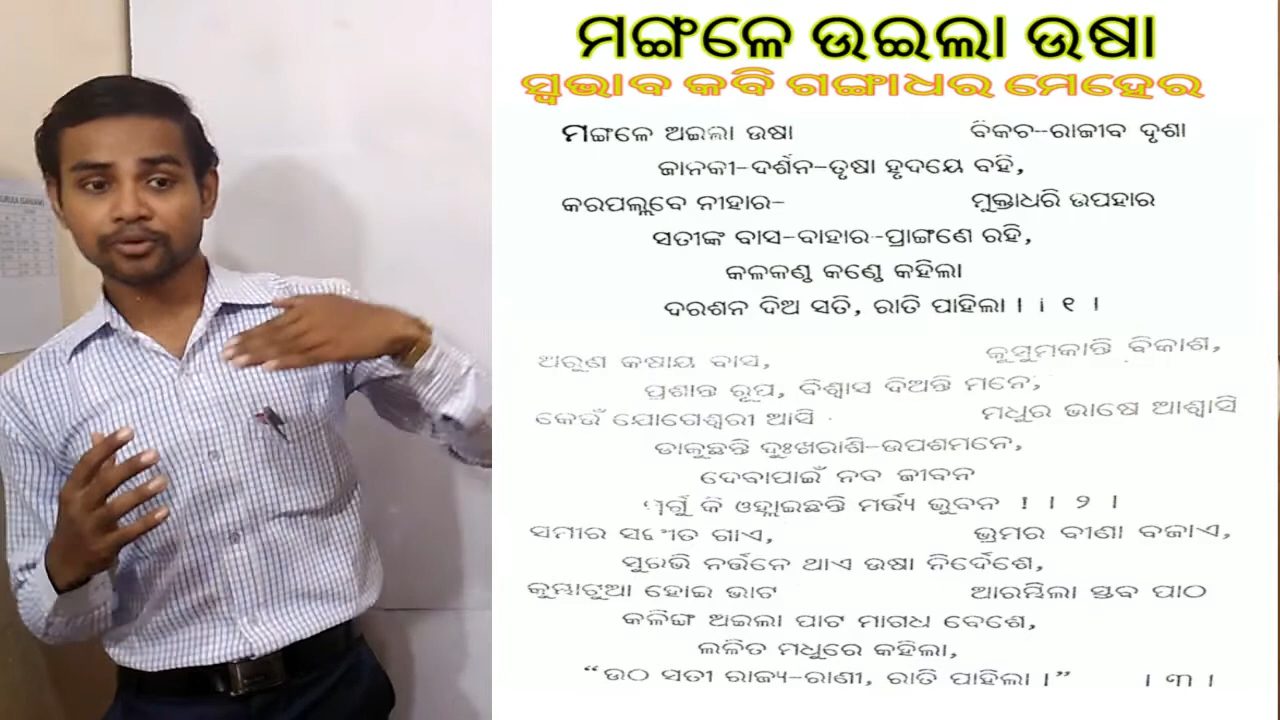 ମଙ୍ଗଳେ ଉଇଲା ଉଷା
ସ୍ୱଭାବ କବି ଗଙ୍ଗାଧର ମେହେର
ମଙ୍ଗଳେ ଅଇଲା ଉଷା ବିକଚ-ରାଜୀବ ଦୃଶା
ଜାନକୀ-ଦର୍ଶନ-ତୃଷା ହୃଦୟେ ବହି,
କରପଲ୍ଲବେ ନୀହାର- ମୁକ୍ତାଧରି ଉପହାର
ସତୀଙ୍କ ବାସ-ବାହାର-ପ୍ରାଙ୍ଗଣେ ରହି,
କଳକଣ୍ଠ କଣ୍ଠେ କହିଲା
ଦରଶନ ଦିଅ ସତି, ରାତି ପାହିଲା । । ୧ ।
ଅରୁଣ କଷାୟ ବାସ, କୁସୁମକାନ୍ତି ବିକାଶ,
ପ୍ରଶାନ୍ତ ରୂପ, ବିଶ୍ୱାସ ଦିଅନ୍ତି ମନେ,
କେଉଁ ଯୋଗେଶ୍ୱରୀ ଆସି ମଧୁର ଭାଷେ ଆଶ୍ୱାସି
ଡାକୁଛନ୍ତି ଦୁଃଖରାଶି-ଉପଶମନେ,
ଦେବାପାଇଁ ନବ ଜୀବନ
କି ଓହ୍ଲାଇଛନ୍ତି ମର୍ତ୍ତ୍ୟ ଭୁବନ ! । ୨ ।
ସମୀର ଗାଏ, ଭ୍ରମର ବୀଣା ବଜାଏ,
ସୁରଭି ନର୍ତ୍ତନେ ଥାଏ ଉଷା ନିର୍ଦେଶେ,
କୁମ୍ଭାଟୁଆ ହୋଇ ଭାଟ ଆରମ୍ଭିଲା ସ୍ତବ ପାଠ
କଳିଙ୍ଗ ଅଇଲା ପାଟ ମାଗଧ ବେଶେ,
ଲଳିତ ମଧୁରେ କହିଲା,
“ଉଠ ସତୀ ରାଜ୍ୟ-ରାଣୀ, ରାତି ପାହିଲା ।” । ୩ ।